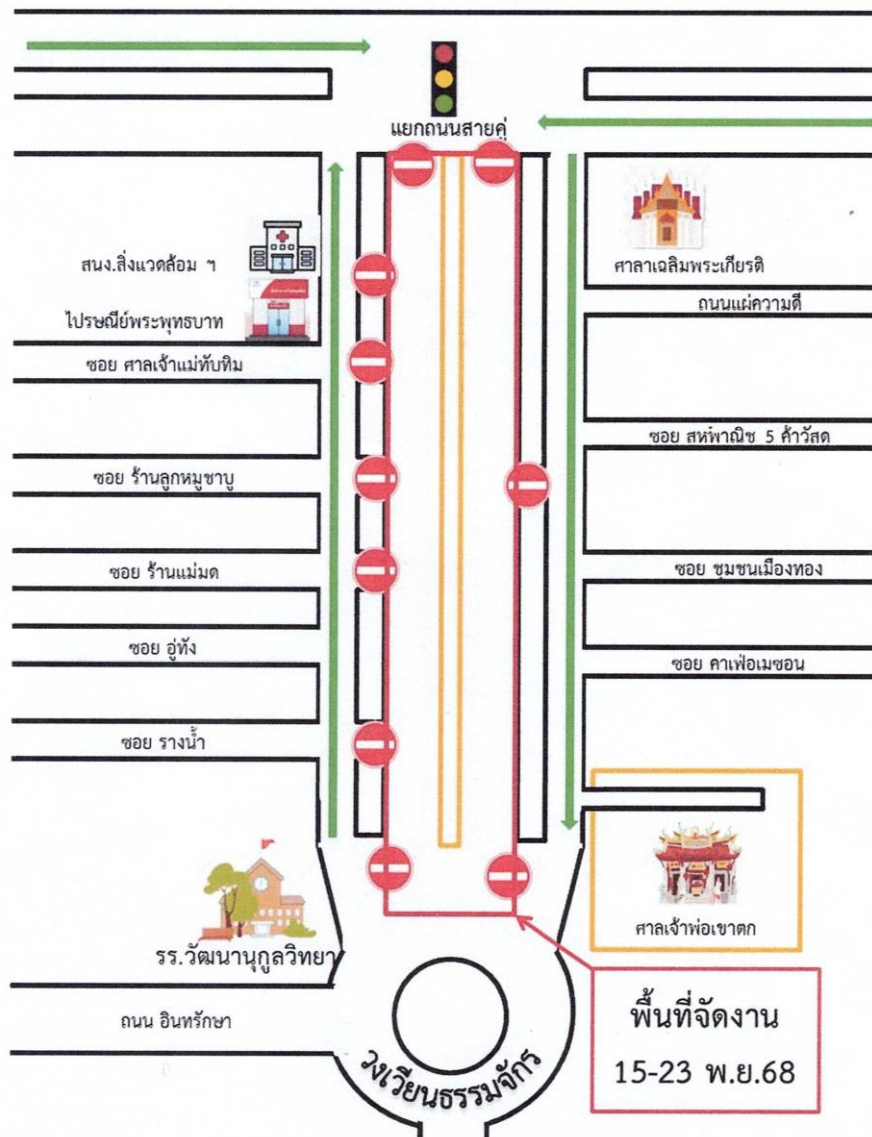 แยกถนนสายคู่
สนง.สิ่งแวดล้อม ฯ
ไปรษณีย์พระพุทธบาท
ซอย ศาลเจ้าแม่ทับทิม
ซอย ร้านลูกหมูชาบู
ซอย ร้านแม่มด
ซอย อู่ทัง
ซอย รางน้ำ
รร.วัฒนานุกูลวิทยา
ถนน อินทรักษา
ศาลาเฉลิมพระเกียรติ
ถนนแผ่ความดี
ซอย สหพาณิช 5 ค้าวัสด
ซอย ชุมชนเมืองทอง
ซอย คาเฟ่อเมซอน
ศาลเจ้าพ่อเขาตก
พื้นที่จัดงาน
15-23 พ.ย.68
วงเวียนธรรมจักร